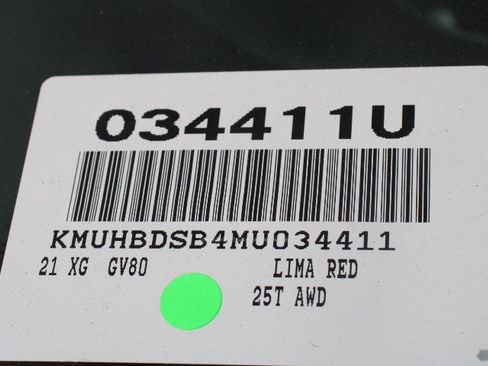 034411U
KMUHBDSB4MU034411
21 XG GV80 LIMA RED
25T AWD